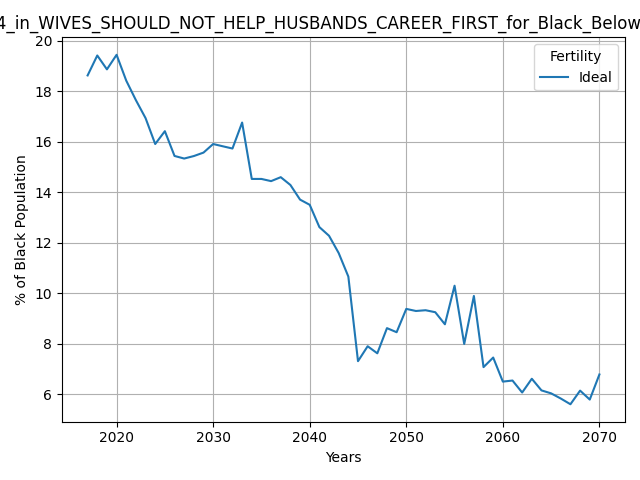 4_in_WIVES_SHOULD_NOT_HELP_HUSBANDS_CAREER_FIRST_for_Black_Below
20
18
16
14
12
10
8
6
% of Black Population
Fertility
Ideal
2020 2030 2040 2050 2060 2070
Years